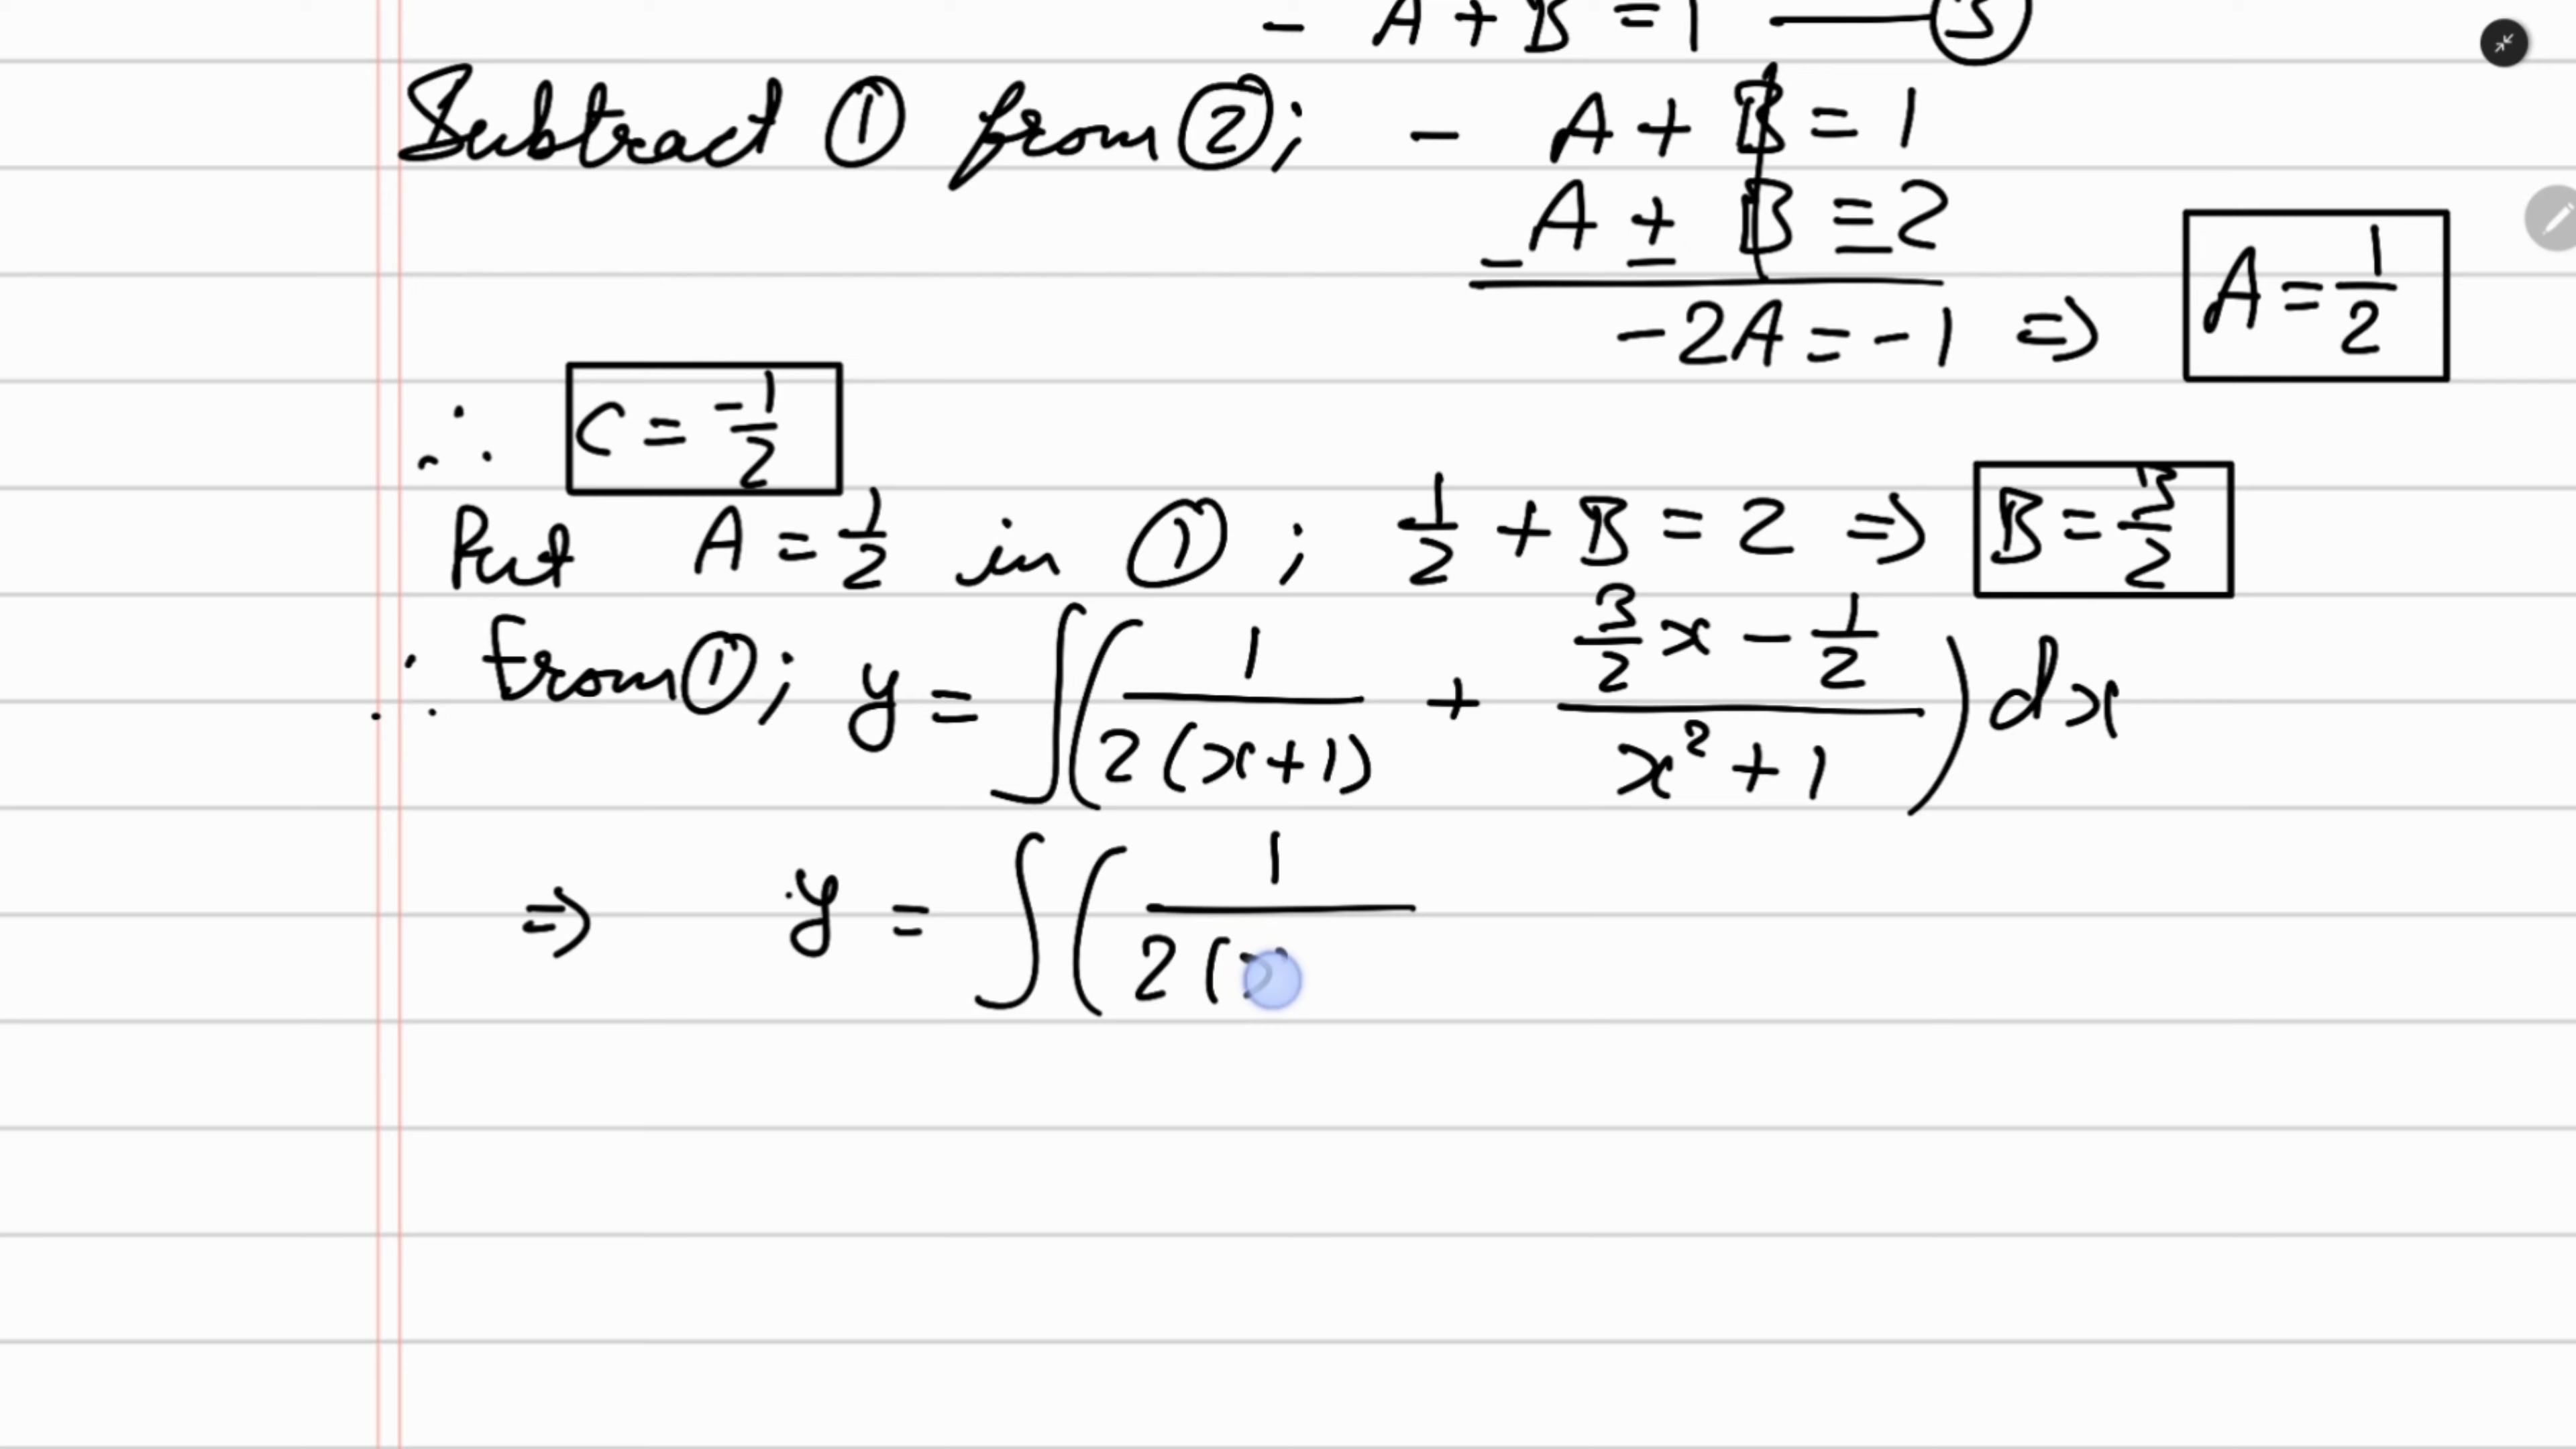 - A + B = 1 —— ③
Subtract ① from ②; - A + B = 1
_A ± B = 2
-2A = -1 ⇒ A = 1/2
∴ C = -1/2
Put A = 1/2 in ①; 1/2 + B = 2 ⇒ B = 3/2
∴ From ①; y = ∫( 1/2(x+1) + (3/2 x - 1/2)/(x² + 1) ) dx
⇒ y = ∫( 1/2(